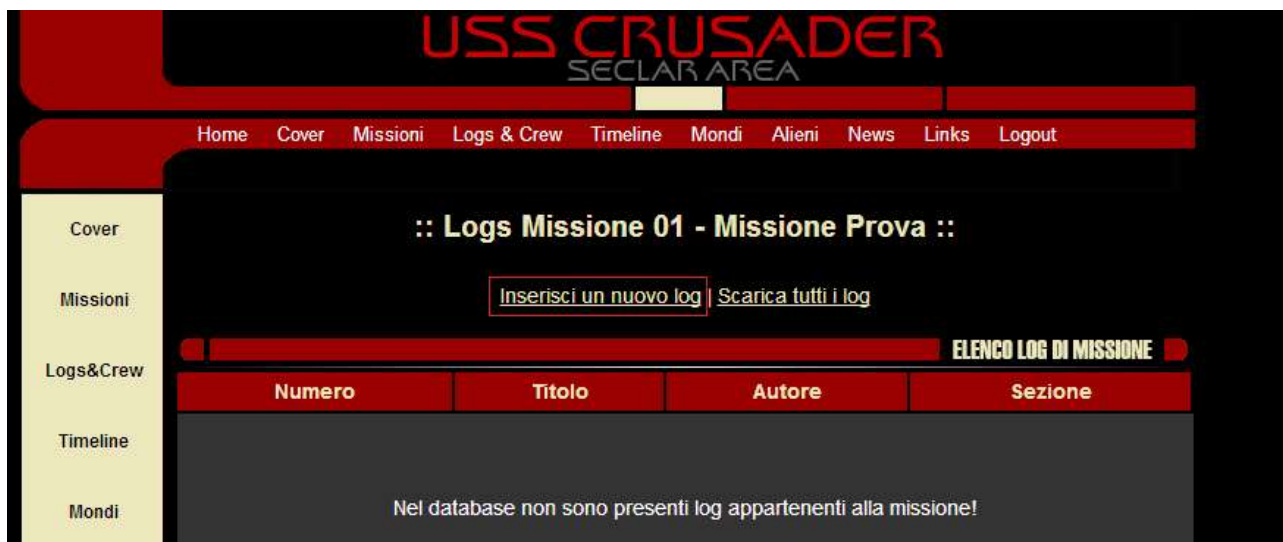 USS CRUSADER
SECLAR AREA
Home Cover Missioni Logs & Crew Timeline Mondi Alieni News Links Logout
Cover
Missioni
Logs&Crew
Timeline
Mondi
:: Logs Missione 01 - Missione Prova ::
Inserisci un nuovo log | Scarica tutti i log
ELENCO LOG DI MISSIONE
Numero Titolo Autore Sezione
Nel database non sono presenti log appartenenti alla missione!